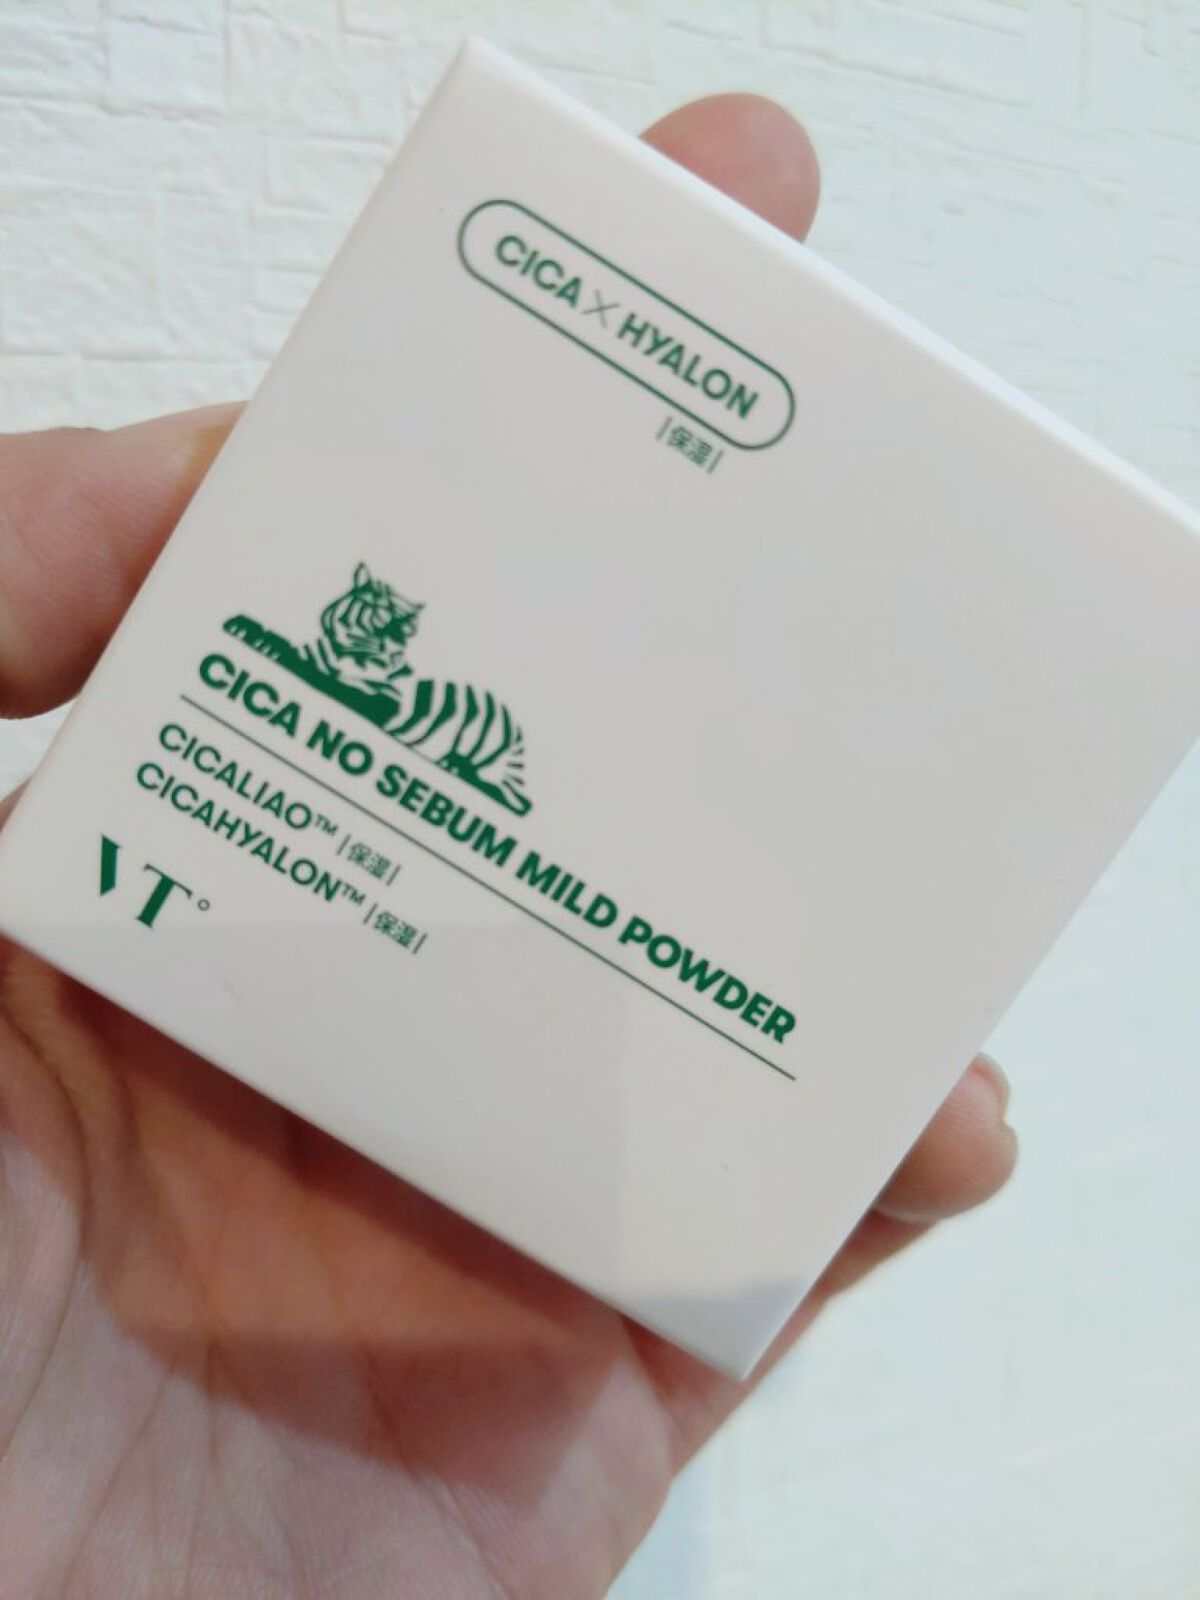 CICA X HYALON
|保湿|
CICA NO SEBUM MILD POWDER
CICALIAO™ |保湿|
CICAHYALON™ |保湿|
VT°